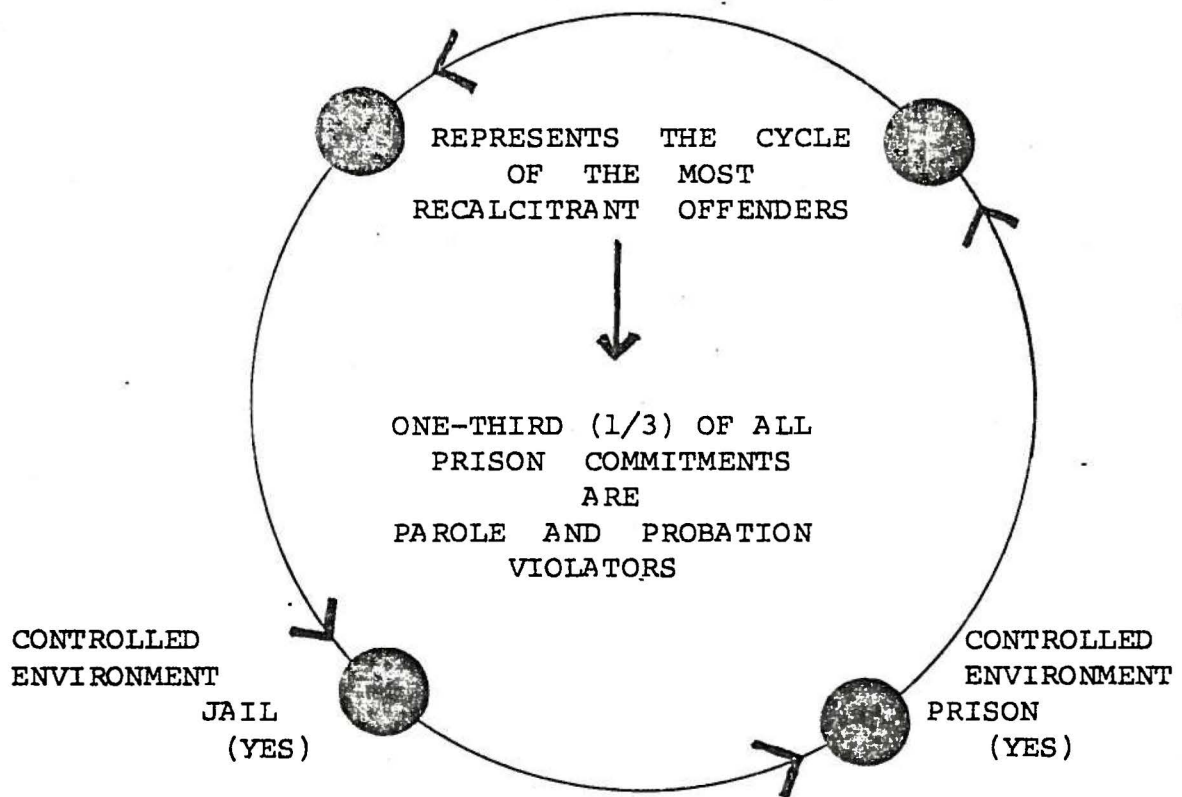 REPRESENTS THE CYCLE
OF THE MOST
RECALCITRANT OFFENDERS
ONE-THIRD (1/3) OF ALL
PRISON COMMITMENTS
ARE
PAROLE AND PROBATION
VIOLATORS
CONTROLLED
ENVIRONMENT
JAIL
(YES)
CONTROLLED
ENVIRONMENT
PRISON
(YES)